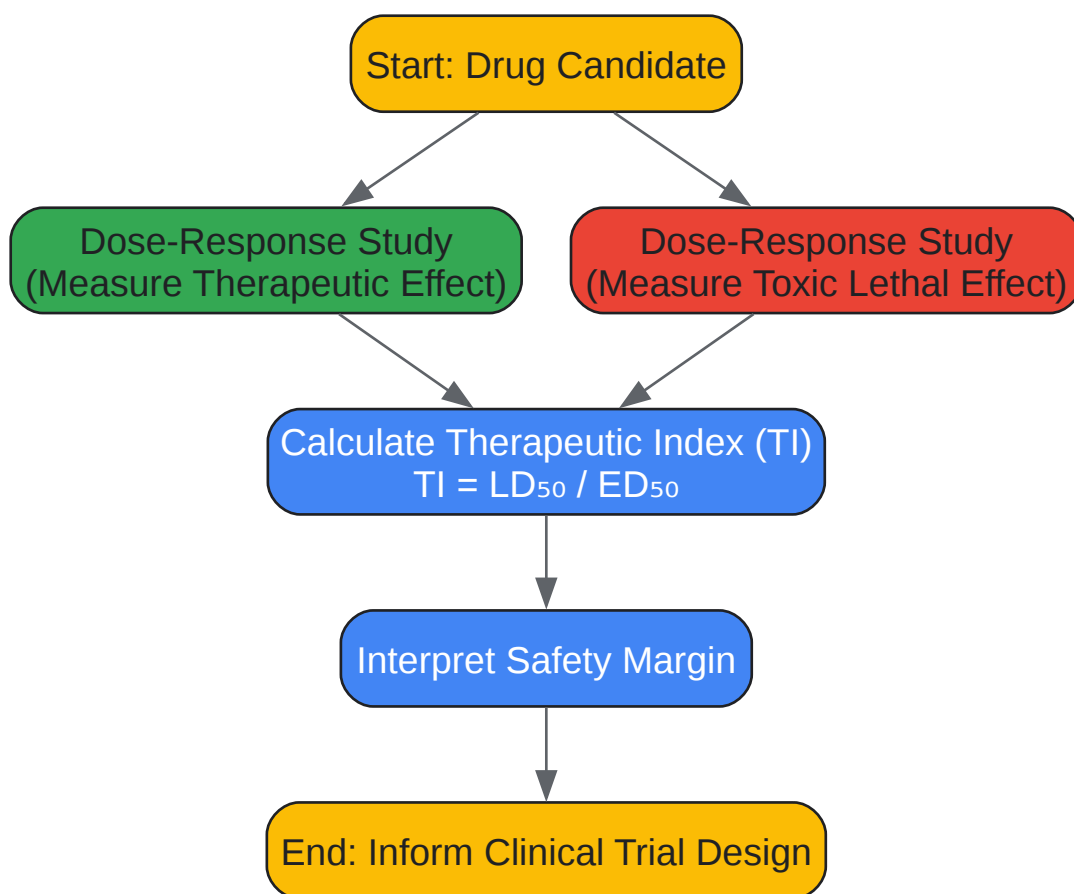 Start: Drug Candidate
Dose-Response Study
(Measure Therapeutic Effect)
Dose-Response Study
(Measure Toxic Lethal Effect)
Calculate Therapeutic Index (TI)
TI = LD₅₀ / ED₅₀
Interpret Safety Margin
End: Inform Clinical Trial Design